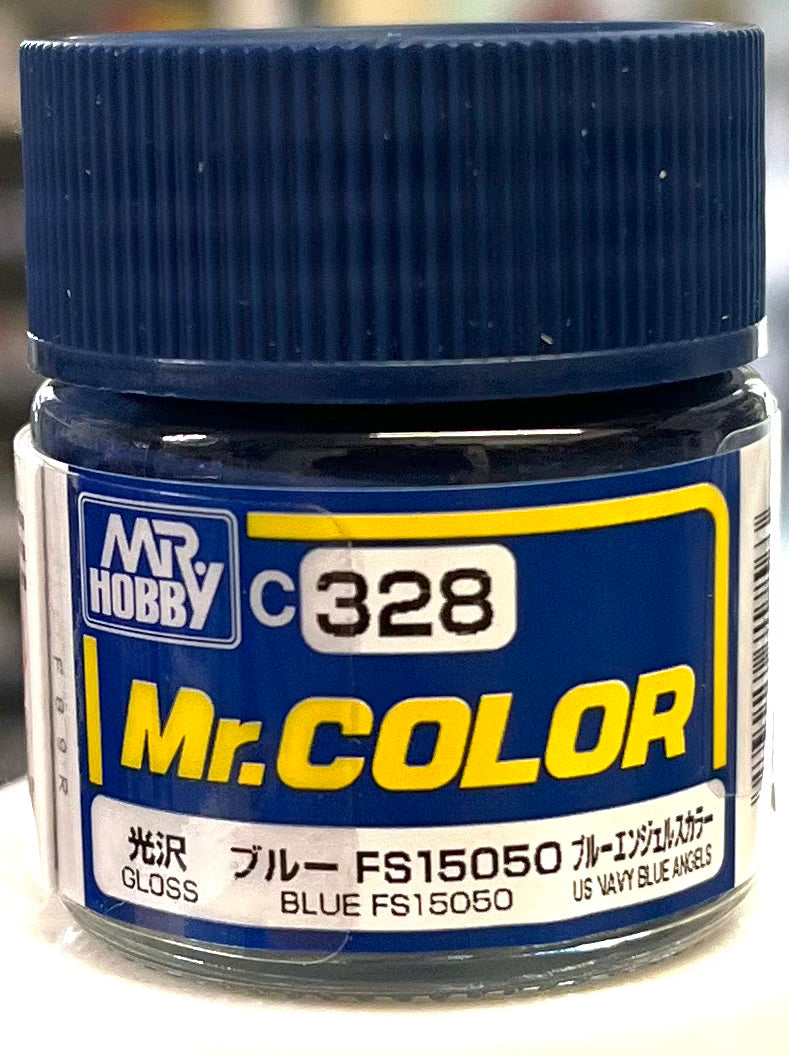 MR.
HOBBY
C 328
Mr.COLOR
光沢
GLOSS
ブルー FS15050
BLUE FS15050
ブルーエンジェルスカラー
US NAVY BLUE ANGELS